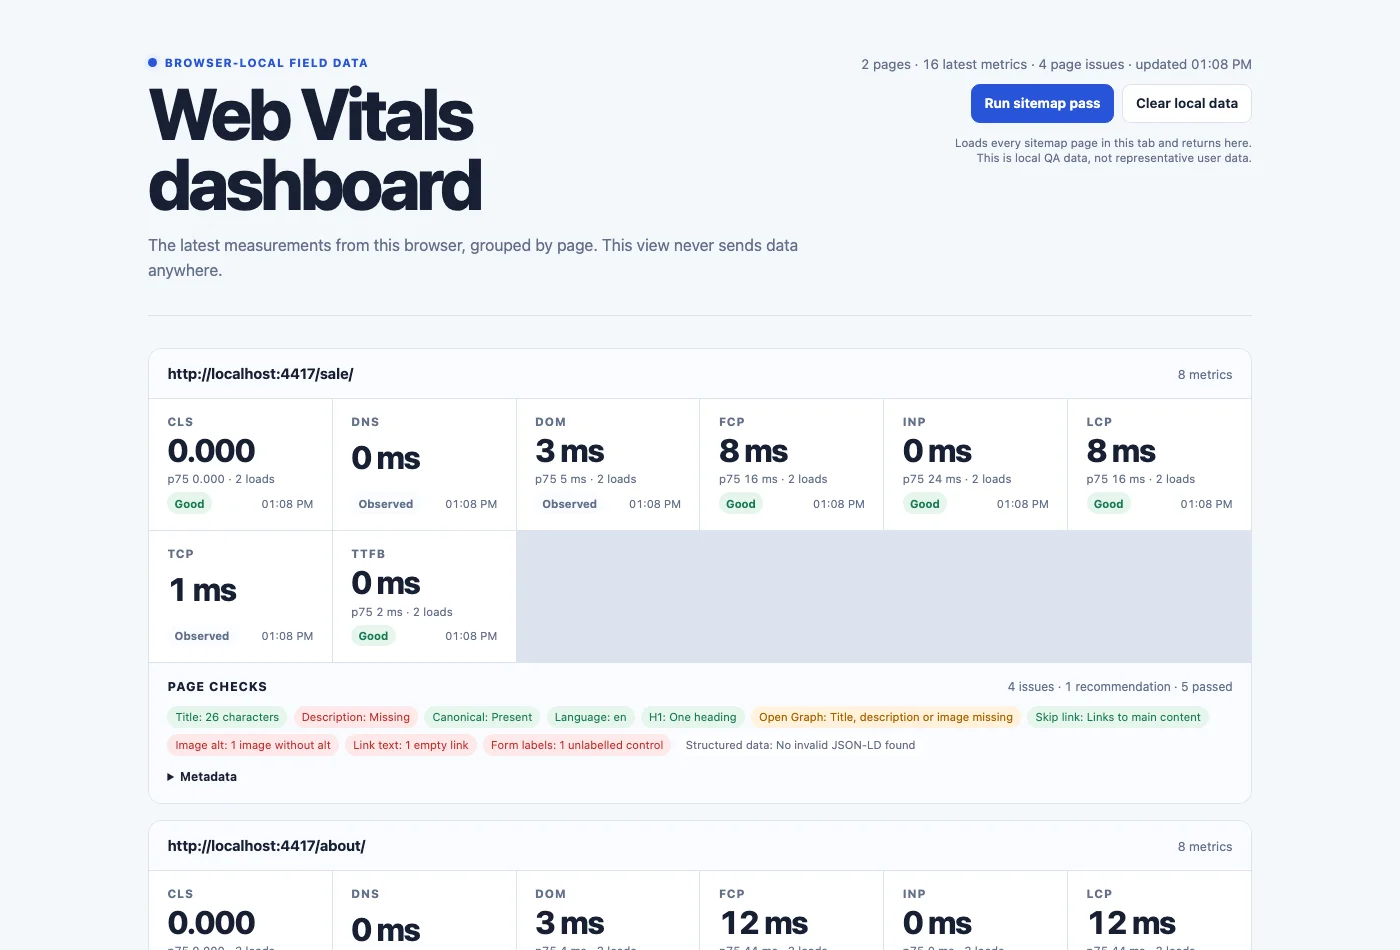 BROWSER-LOCAL FIELD DATA
2 pages · 16 latest metrics · 4 page issues · updated 01:08 PM
Web Vitals
dashboard
Run sitemap pass
Clear local data
Loads every sitemap page in this tab and returns here.
This is local QA data, not representative user data.
The latest measurements from this browser, grouped by page. This view never sends data
anywhere.
http://localhost:4417/sale/
8 metrics
CLS
0.000
p75 0.000 · 2 loads
Good 01:08 PM
DNS
0 ms
Observed 01:08 PM
DOM
3 ms
p75 5 ms · 2 loads
Observed 01:08 PM
FCP
8 ms
p75 16 ms · 2 loads
Good 01:08 PM
INP
0 ms
p75 24 ms · 2 loads
Good 01:08 PM
LCP
8 ms
p75 16 ms · 2 loads
Good 01:08 PM
TCP
1 ms
Observed 01:08 PM
TTFB
0 ms
p75 2 ms · 2 loads
Good 01:08 PM
PAGE CHECKS
4 issues · 1 recommendation · 5 passed
Title: 26 characters
Description: Missing
Canonical: Present
Language: en
H1: One heading
Open Graph: Title, description or image missing
Skip link: Links to main content
Image alt: 1 image without alt
Link text: 1 empty link
Form labels: 1 unlabelled control
Structured data: No invalid JSON-LD found
Metadata
http://localhost:4417/about/
8 metrics
CLS
0.000
DNS
0 ms
DOM
3 ms
FCP
12 ms
INP
0 ms
LCP
12 ms